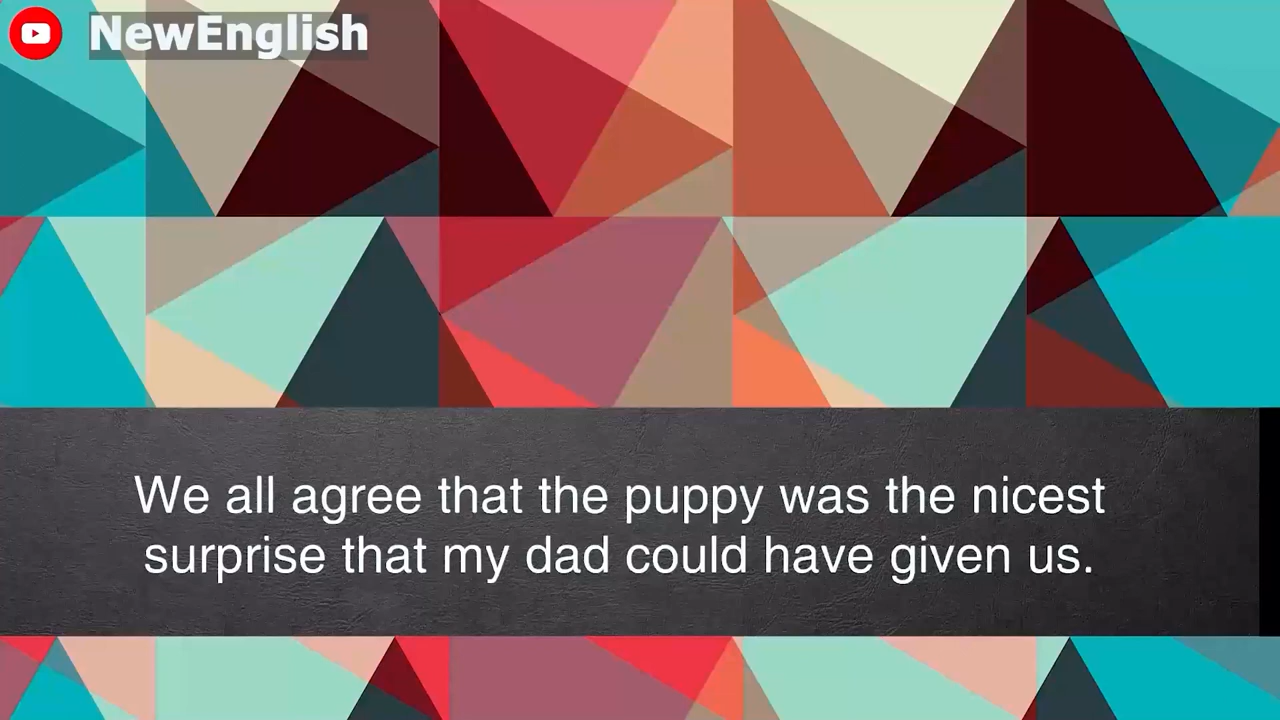 NewEnglish
We all agree that the puppy was the nicest
surprise that my dad could have given us.